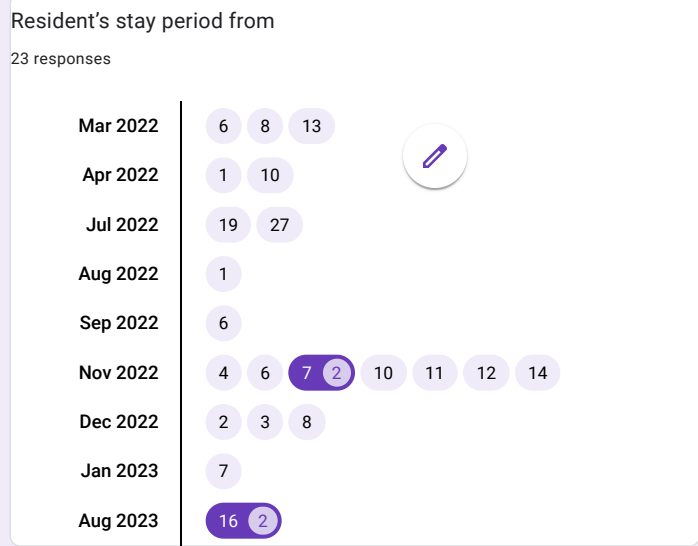 Resident’s stay period from
23 responses
Mar 2022 6 8 13
Apr 2022 1 10
Jul 2022 19 27
Aug 2022 1
Sep 2022 6
Nov 2022 4 6 7 2 10 11 12 14
Dec 2022 2 3 8
Jan 2023 7
Aug 2023 16 2